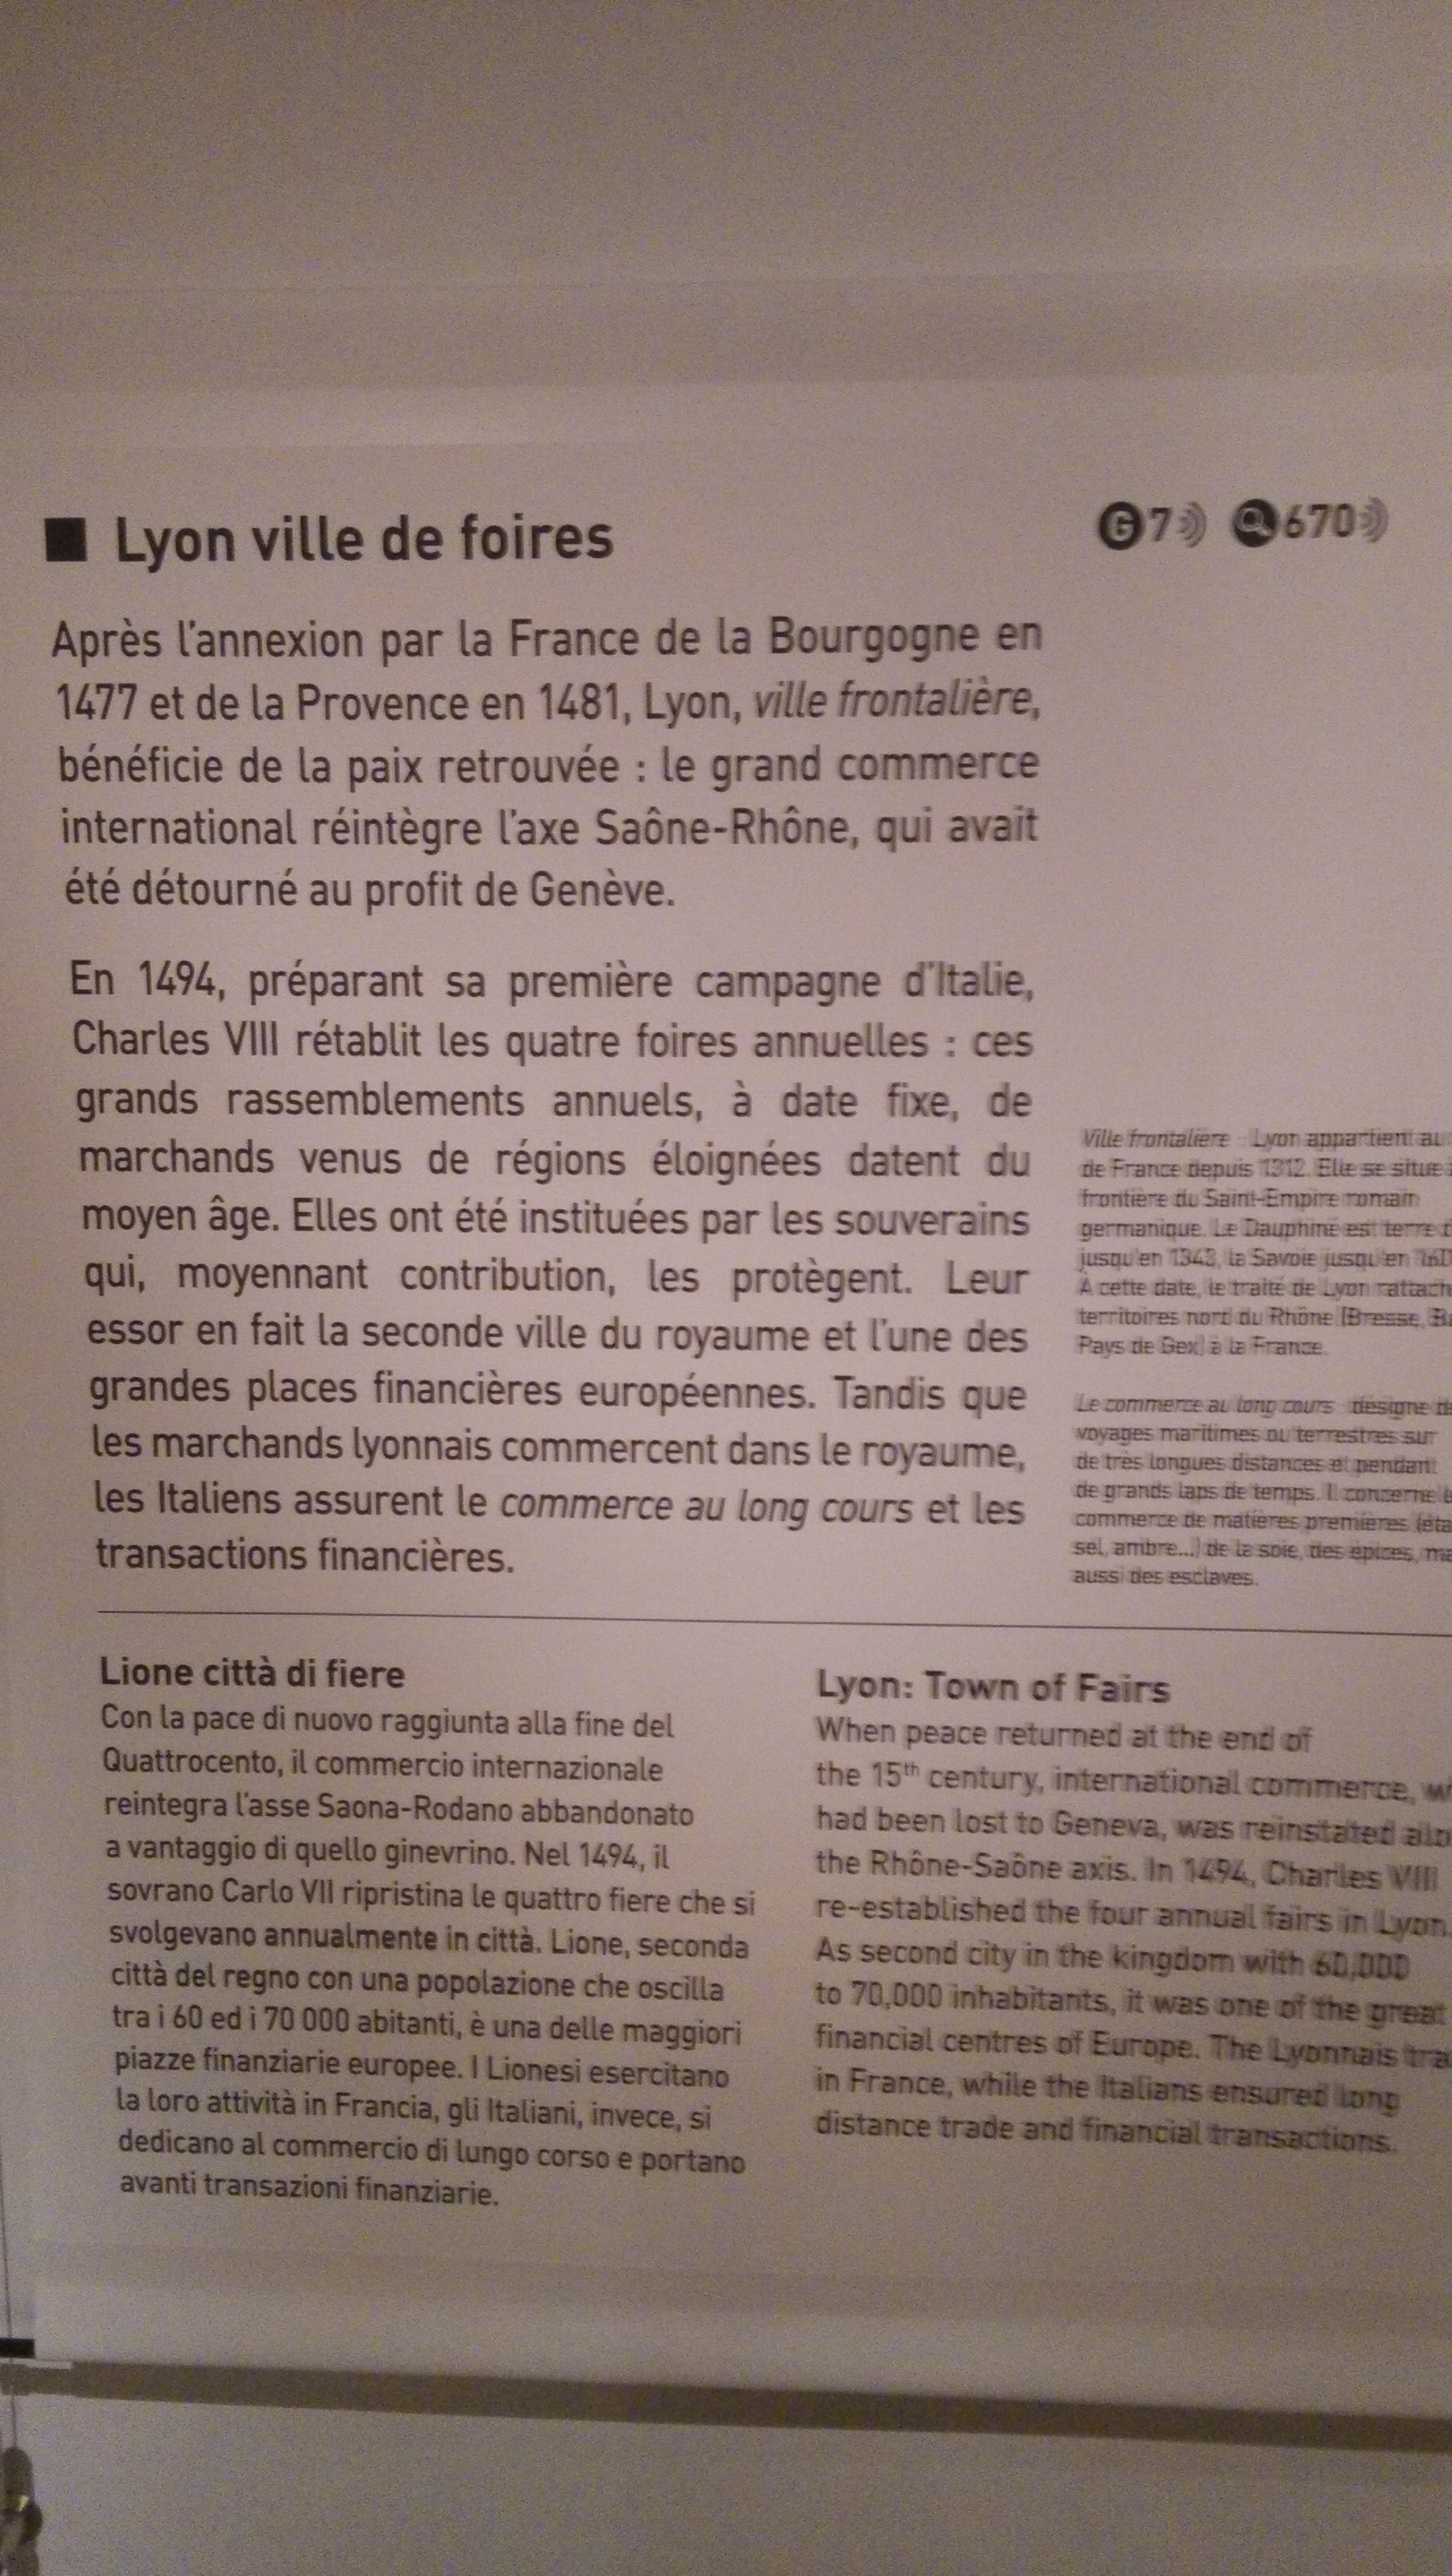 Lyon ville de foires
G7 670
Après l'annexion par la France de la Bourgogne en
1477 et de la Provence en 1481, Lyon, ville frontalière,
bénéficie de la paix retrouvée : le grand commerce
international réintègre l'axe Saône-Rhône, qui avait
été détourné au profit de Genève.
En 1494, préparant sa première campagne d'Italie,
Charles VIII rétablit les quatre foires annuelles : ces
grands rassemblements annuels, à date fixe, de
marchands venus de régions éloignées datent du
moyen âge. Elles ont été instituées par les souverains
qui, moyennant contribution, les protègent. Leur
essor en fait la seconde ville du royaume et l'une des
grandes places financières européennes. Tandis que
les marchands lyonnais commercent dans le royaume,
les Italiens assurent le commerce au long cours et les
transactions financières.
Ville frontalière : Lyon appartient au
de France depuis 1312. Elle se situe
frontière du Saint-Empire romain
germanique. Le Dauphiné est terre
jusqu'en 1343, la Savoie jusqu'en
A cette date, le traité de Lyon
territoires nord du Rhône (Bresse,
Pays de Gex) à la France.
Le commerce au long cours : désigne
voyages maritimes ou terrestres sur
de très longues distances et pendant
de grands laps de temps. Il concerne
commerce de matières premières
sel, ambre...) de la soie, des épices,
aussi des esclaves.
Lione città di fiere
Con la pace di nuovo raggiunta alla fine del
Quattrocento, il commercio internazionale
reintegra l'asse Saona-Rodano abbandonato
a vantaggio di quello ginevrino. Nel 1494, il
sovrano Carlo VII ripristina le quattro fiere che si
svolgevano annualmente in città. Lione, seconda
città del regno con una popolazione che oscilla
tra i 60 ed i 70 000 abitanti, è una delle maggiori
piazze finanziarie europee. I Lionesi esercitano
la loro attività in Francia, gli Italiani, invece, si
dedicano al commercio di lungo corso e portano
avanti transazioni finanziarie.
Lyon: Town of Fairs
When peace returned at the end of
the 15th century, international commerce,
had been lost to Geneva, was reinstated
the Rhône-Saône axis. In 1494, Charles VIII
re-established the four annual fairs in Lyon.
As second city in the kingdom with 60,000
to 70,000 inhabitants, it was one of the great
financial centres of Europe. The Lyonnais
in France, while the Italians ensured long
distance trade and financial transactions.